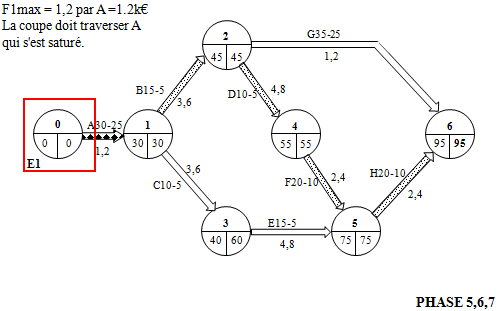 F1max = 1,2 par A=1.2k€
La coupe doit traverser A
qui s'est saturé.
2
45 45
G35-25
1,2
B15-5
3,6
D10-5
4,8
0
0 0
E1
A30-25
1,2
1
30 30
4
55 55
6
95 95
C10-5
3,6
F20-10
2,4
H20-10
2,4
3
40 60
E15-5
4,8
5
75 75
PHASE 5,6,7